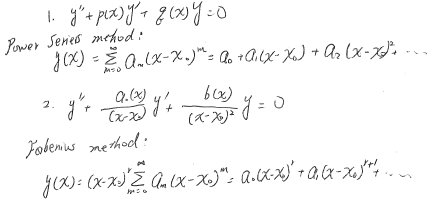 1. y'' + p(x)y' + q(x)y = 0
Power Series method:
y(x) = Σ_{m=0}^{∞} a_m(x-x_0)^m = a_0 + a_1(x-x_0) + a_2(x-x_0)^2 + ...
2. y'' + a(x)/(x-x_0) y' + b(x)/(x-x_0)^2 y = 0
Fobenius method:
y(x) = (x-x_0)^r Σ_{m=0}^{∞} a_m(x-x_0)^m = a_0(x-x_0)^r + a_1(x-x_0)^{r+1} + ...